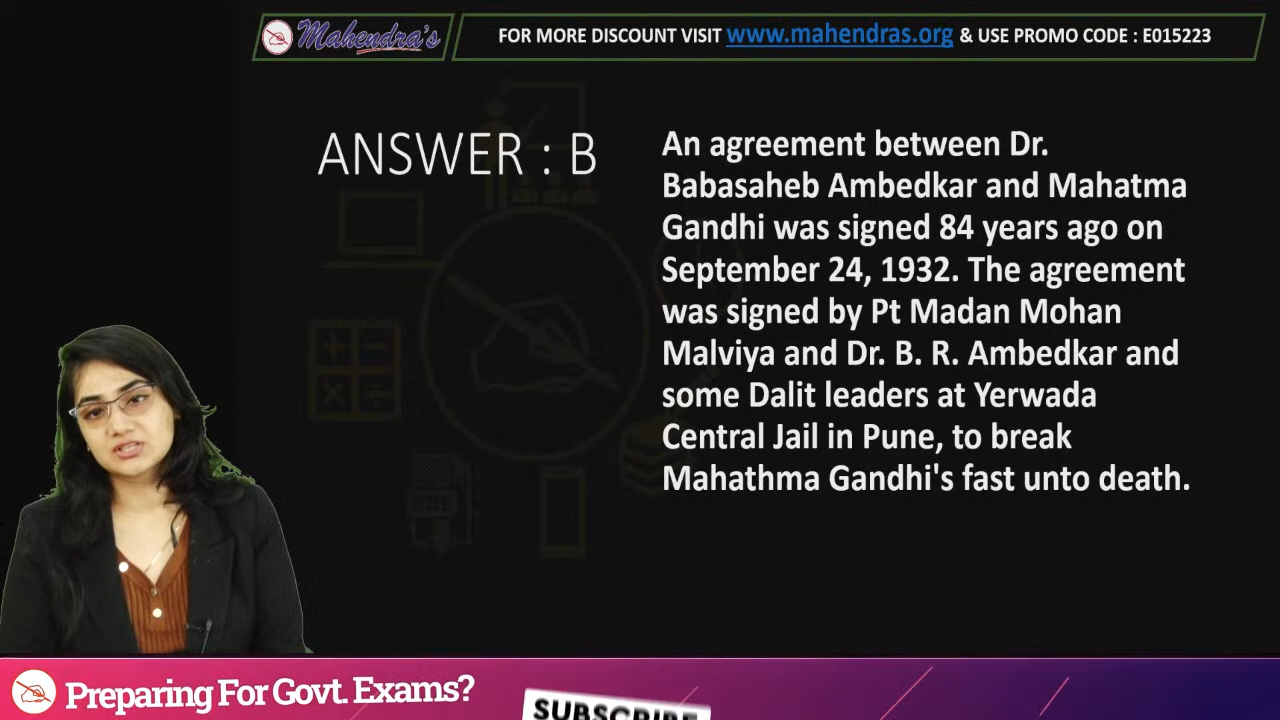 Mahendra's
FOR MORE DISCOUNT VISIT www.mahendras.org & USE PROMO CODE : E015223
ANSWER : B
An agreement between Dr.
Babasaheb Ambedkar and Mahatma
Gandhi was signed 84 years ago on
September 24, 1932. The agreement
was signed by Pt Madan Mohan
Malviya and Dr. B. R. Ambedkar and
some Dalit leaders at Yerwada
Central Jail in Pune, to break
Mahathma Gandhi's fast unto death.
Preparing For Govt. Exams?
SUBSCRIBE